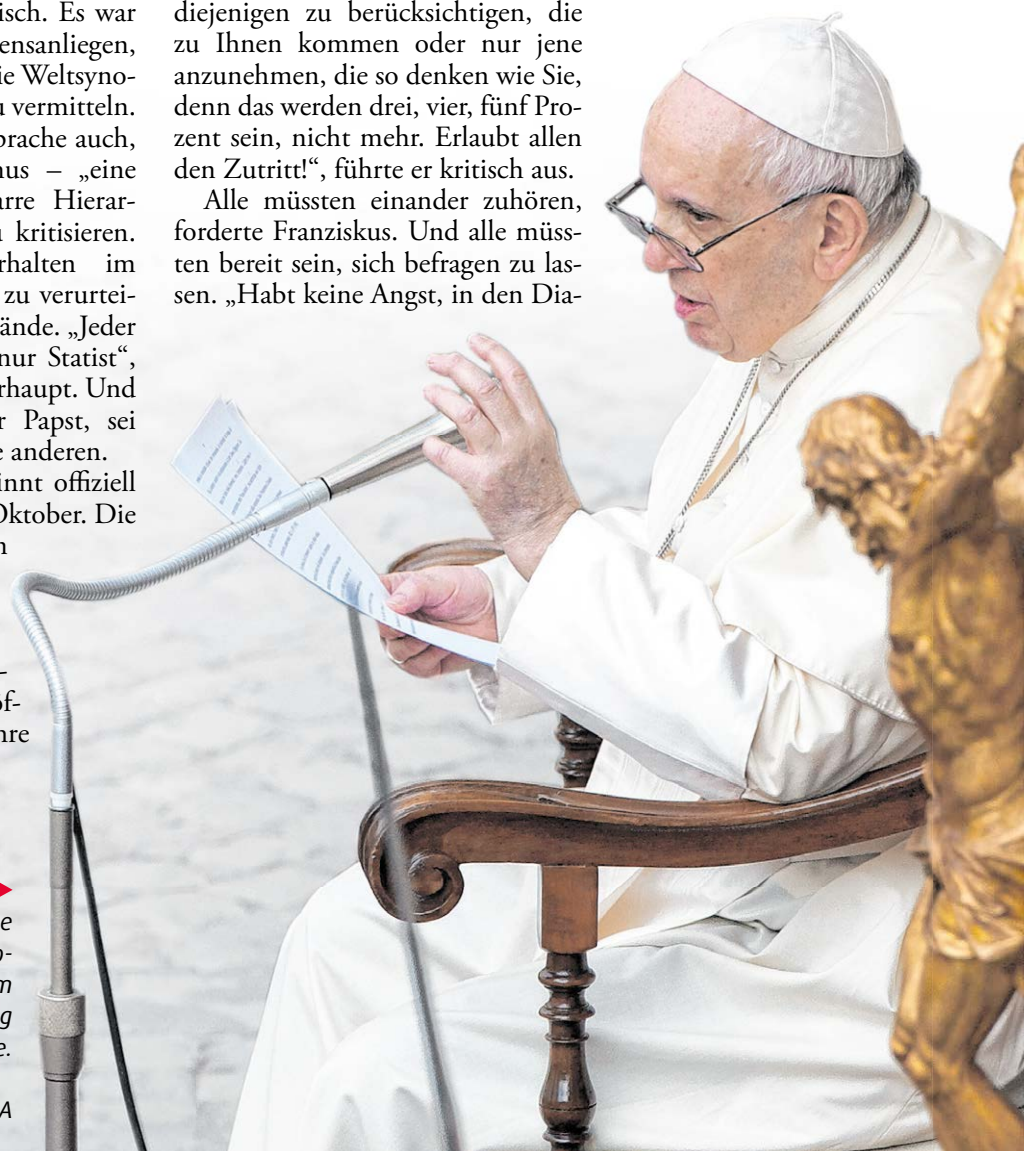 isch. Es war
ensanliegen,
ie Weltsyno-
u vermitteln.
prache auch,
nus – „eine
arre Hierar-
u kritisieren.
rhalten im
zu verurtei-
ände. „Jeder
nur Statist“,
rhaupt. Und
r Papst, sei
e anderen.
innt offiziell
Oktober. Die
n
–
öf-
hre
e
o-
m
g
e.
A
diejenigen zu berücksichtigen, die
zu Ihnen kommen oder nur jene
anzunehmen, die so denken wie Sie,
denn das werden drei, vier, fünf Pro-
zent sein, nicht mehr. Erlaubt allen
den Zutritt!“, führte er kritisch aus.
Alle müssten einander zuhören,
forderte Franziskus. Und alle müss-
ten bereit sein, sich befragen zu las-
sen. „Habt keine Angst, in den Dia-